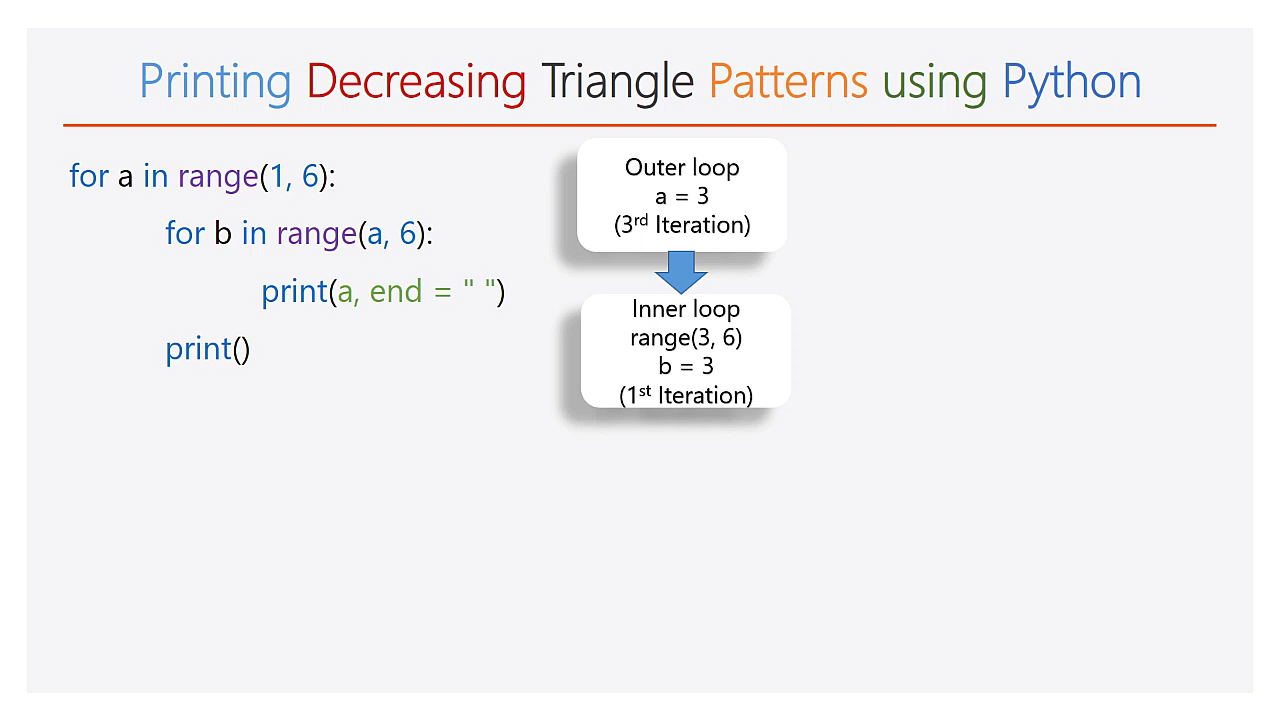 Printing Decreasing Triangle Patterns using Python
for a in range(1, 6):
for b in range(a, 6):
print(a, end = " ")
print()
Outer loop
a = 3
(3rd Iteration)
Inner loop
range(3, 6)
b = 3
(1st Iteration)